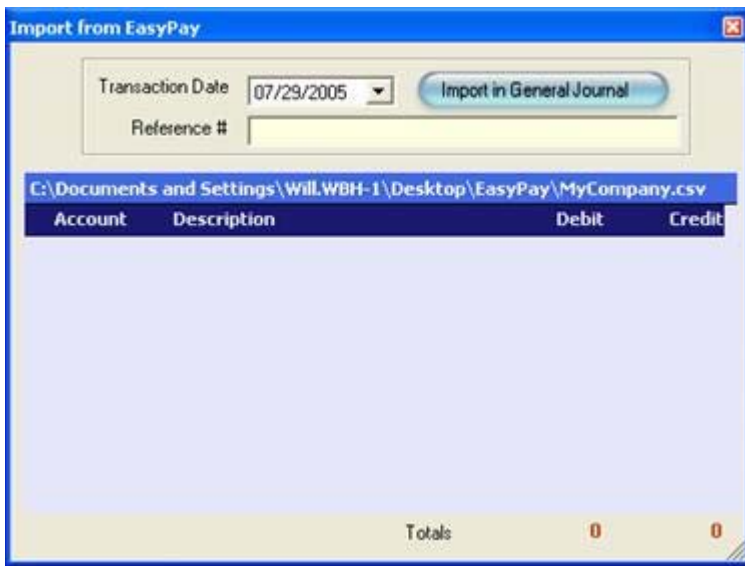 Import from EasyPay
Transaction Date 07/29/2005 Import in General Journal
Reference #
C:\Documents and Settings\Will.WBH-1\Desktop\EasyPay\MyCompany.csv
Account Description Debit Credit
Totals 0 0